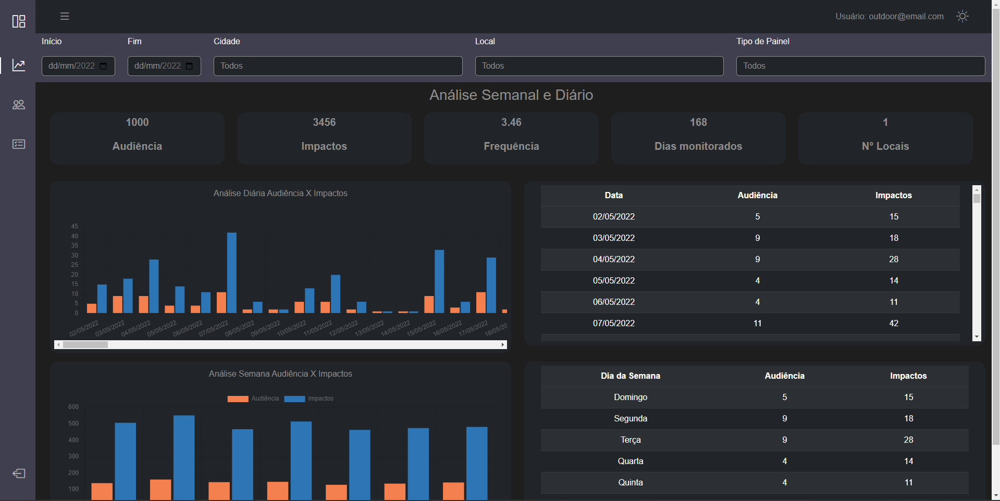 Usuário: outdoor@email.com
Início Fim Cidade Local Tipo de Painel
dd/mm/2022 dd/mm/2022 Todos Todos Todos
Análise Semanal e Diário
1000 3456 3.46 168 1
Audiência Impactos Frequência Dias monitorados Nº Locais
Análise Diária Audiência X Impactos
45
40
35
30
25
20
15
10
5
0
02/05/2022 03/05/2022 04/05/2022 05/05/2022 06/05/2022 07/05/2022 08/05/2022 09/05/2022 10/05/2022 11/05/2022 12/05/2022 13/05/2022 14/05/2022 15/05/2022 16/05/2022 17/05/2022 18/05/20
Data Audiência Impactos
02/05/2022 5 15
03/05/2022 9 18
04/05/2022 9 28
05/05/2022 4 14
06/05/2022 4 11
07/05/2022 11 42
Análise Semana Audiência X Impactos
Audiência Impactos
600
500
400
300
200
100
Dia da Semana Audiência Impactos
Domingo 5 15
Segunda 9 18
Terça 9 28
Quarta 4 14
Quinta 4 11